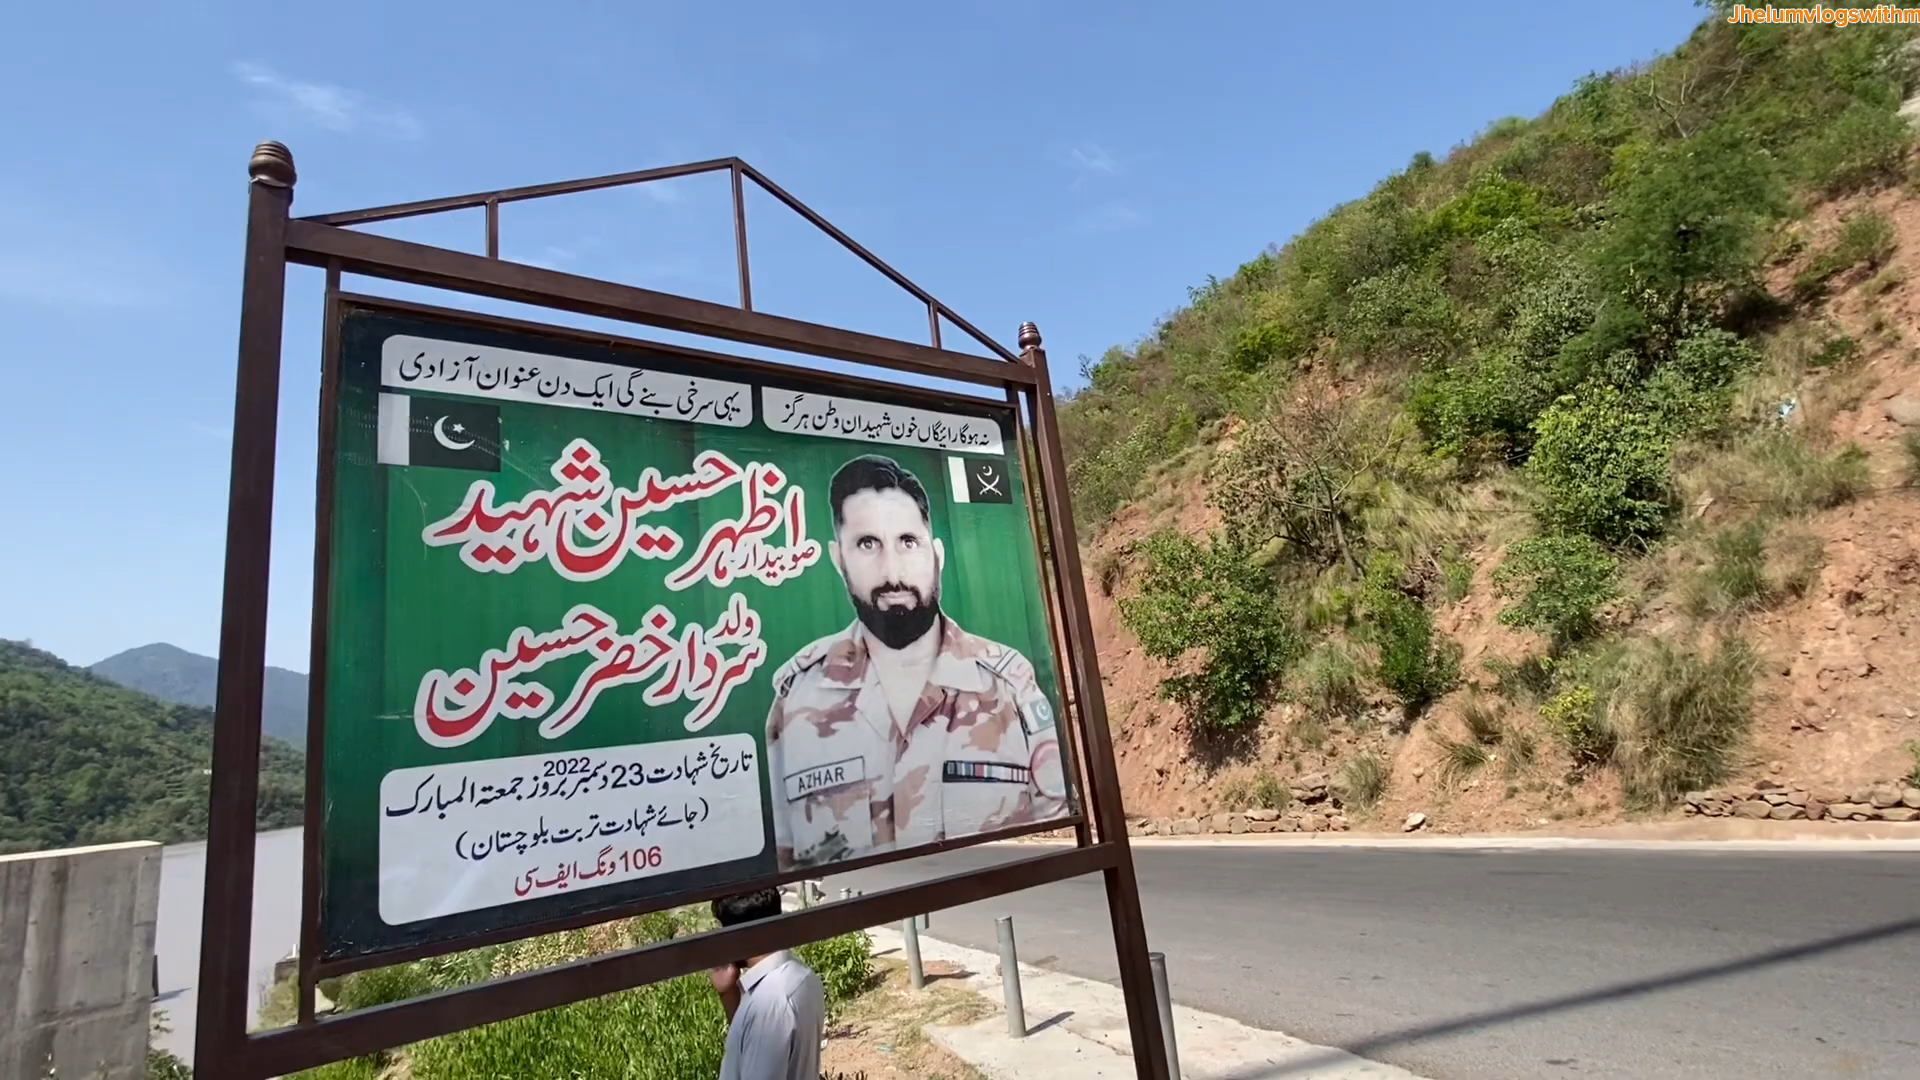 Jhelumvlogswithm
نہ ہوگا رائیگاں خون شہیدان وطن ہرگز
یہی سرخی بنے گی ایک دن عنوان آزادی
صوبیدار اظہر حسین شہید
ولد سردار خضر حسین
تاریخ شہادت 23 دسمبر 2022 بروز جمعتہ المبارک
(جائے شہادت تربت بلوچستان)
106 ونگ ایف سی
AZHAR